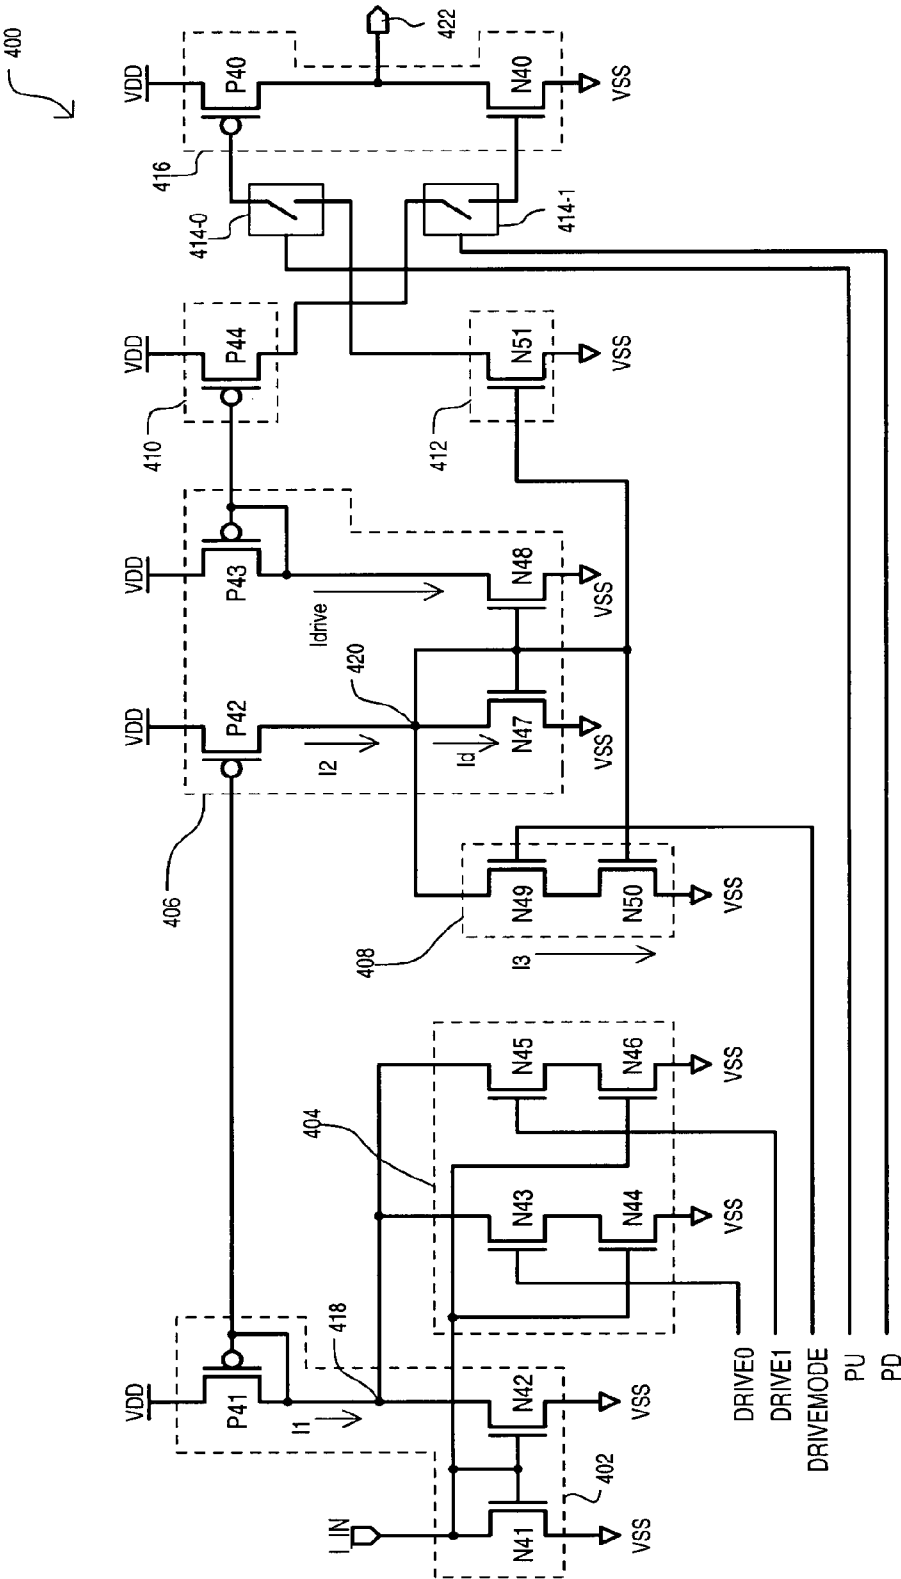 400
422
VDD
P40
N40
VSS
416
414-0
414-1
VDD
P44
N51
VSS
410
412
VDD
P43
Idrive
N48
VSS
420
VDD
P42
I2
Id
N47
VSS
406
N49
N50
VSS
408
I3
N45
N46
VSS
404
N43
N44
VSS
418
VDD
P41
I1
N42
VSS
402
I_IN
N41
VSS
DRIVE0
DRIVE1
DRIVEMODE
PU
PD